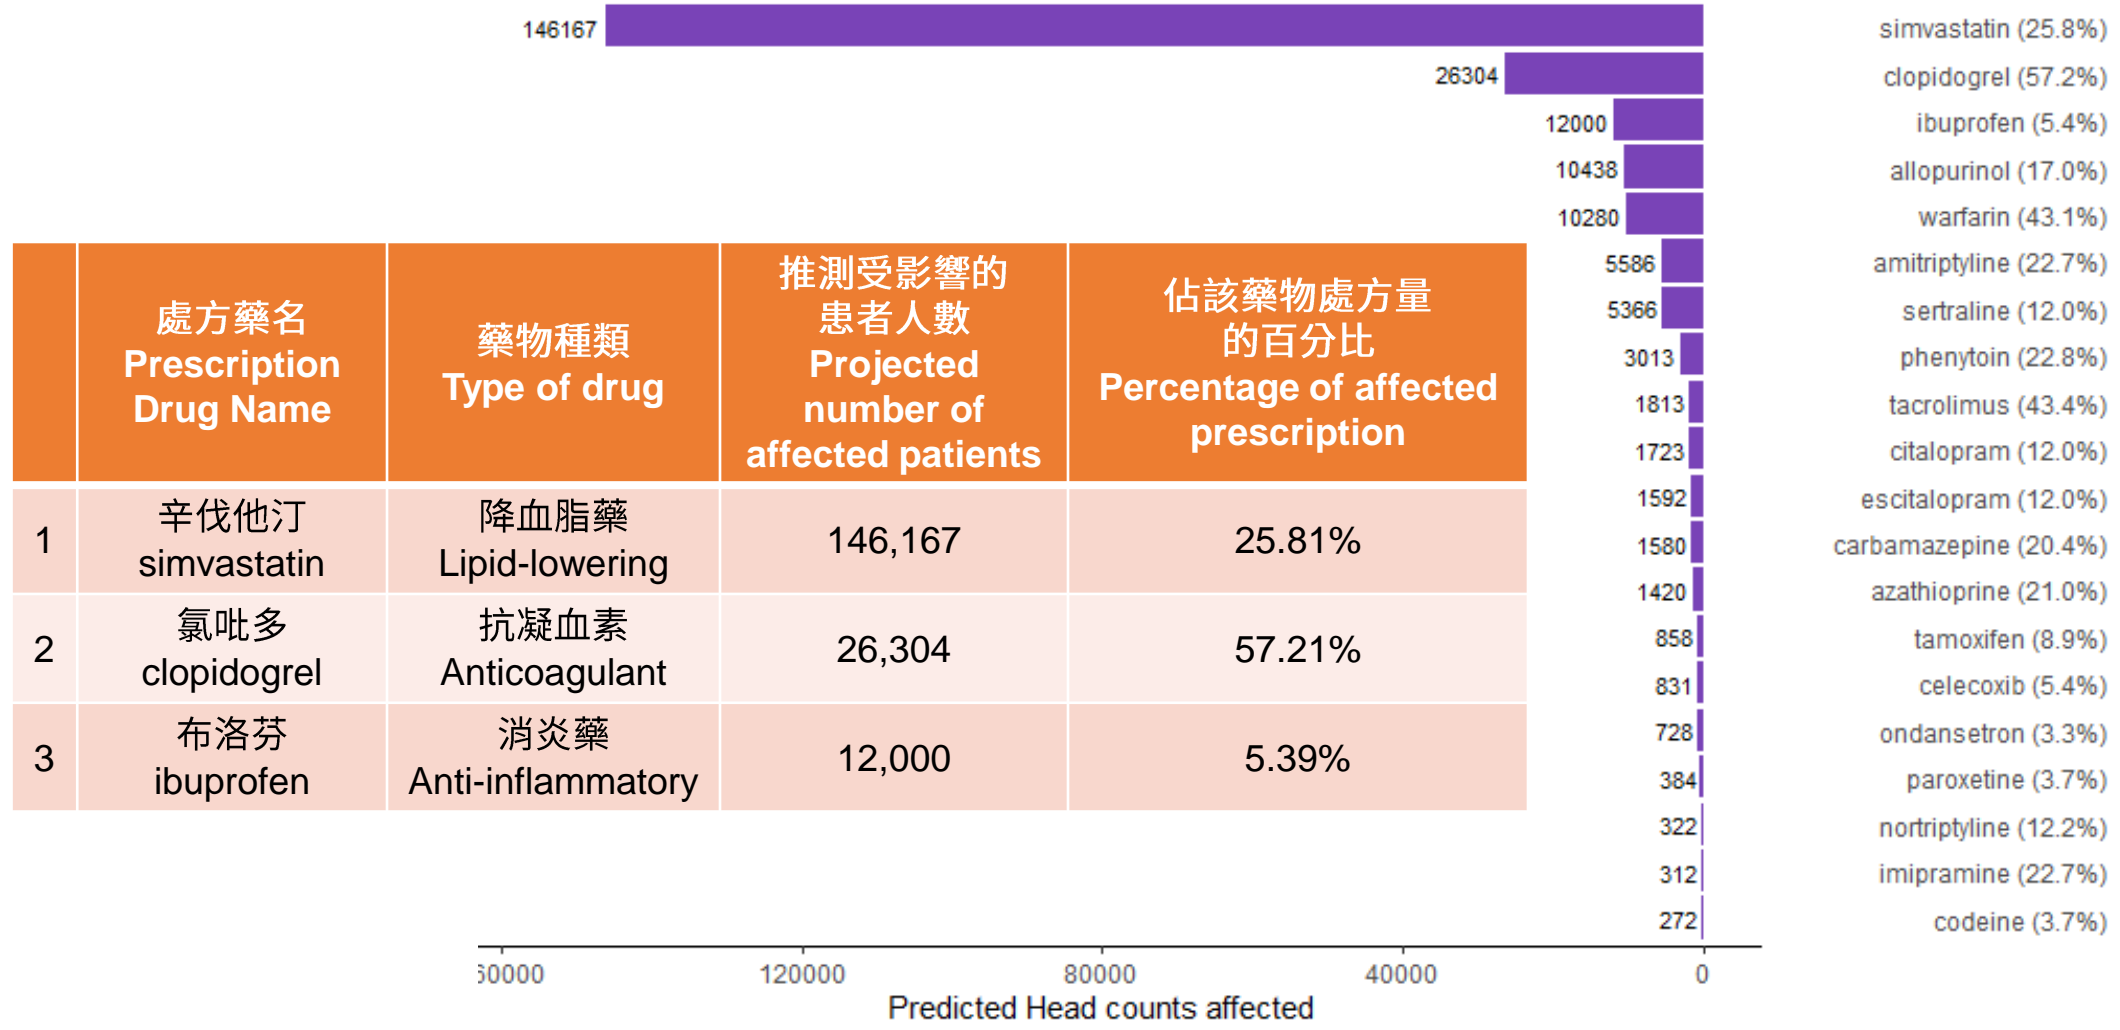 146167 simvastatin (25.8%)
26304 clopidogrel (57.2%)
12000 ibuprofen (5.4%)
10438 allopurinol (17.0%)
10280 warfarin (43.1%)
5586 amitriptyline (22.7%)
5366 sertraline (12.0%)
3013 phenytoin (22.8%)
1813 tacrolimus (43.4%)
1723 citalopram (12.0%)
1592 escitalopram (12.0%)
1580 carbamazepine (20.4%)
1420 azathioprine (21.0%)
858 tamoxifen (8.9%)
831 celecoxib (5.4%)
728 ondansetron (3.3%)
384 paroxetine (3.7%)
322 nortriptyline (12.2%)
312 imipramine (22.7%)
272 codeine (3.7%)
120000 80000 40000 0
Predicted Head counts affected
處方藥名
Prescription
Drug Name
藥物種類
Type of drug
推測受影響的
患者人數
Projected
number of
affected patients
佔該藥物處方量
的百分比
Percentage of affected
prescription
1
辛伐他汀
simvastatin
降血脂藥
Lipid-lowering
146,167
25.81%
2
氯吡多
clopidogrel
抗凝血素
Anticoagulant
26,304
57.21%
3
布洛芬
ibuprofen
消炎藥
Anti-inflammatory
12,000
5.39%